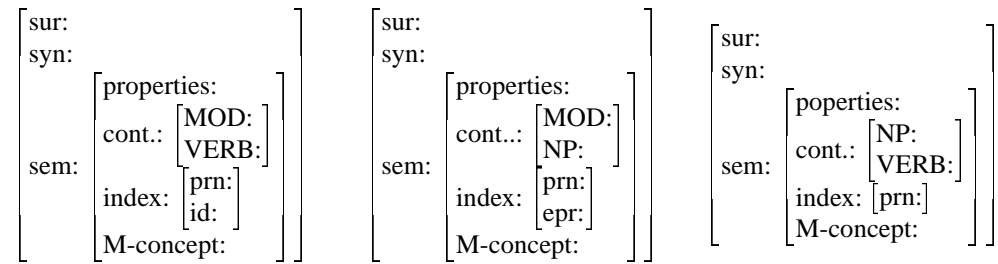 sur:
syn:
sem:
properties:
cont.: MOD:
VERB:
index: prn:
id:
M-concept:
sur:
syn:
sem:
properties:
cont..: MOD:
NP:
index: prn:
epr:
M-concept:
sur:
syn:
sem:
poperties:
cont.: NP:
VERB:
index: prn:
M-concept: